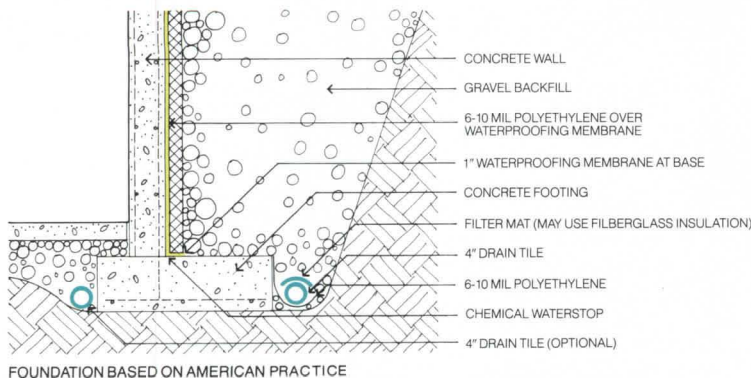 CONCRETE WALL
GRAVEL BACKFILL
6-10 MIL POLYETHYLENE OVER
WATERPROOFING MEMBRANE
1" WATERPROOFING MEMBRANE AT BASE
CONCRETE FOOTING
FILTER MAT (MAY USE FILBERGLASS INSULATION)
4" DRAIN TILE
6-10 MIL POLYETHYLENE
CHEMICAL WATERSTOP
4" DRAIN TILE (OPTIONAL)
FOUNDATION BASED ON AMERICAN PRACTICE